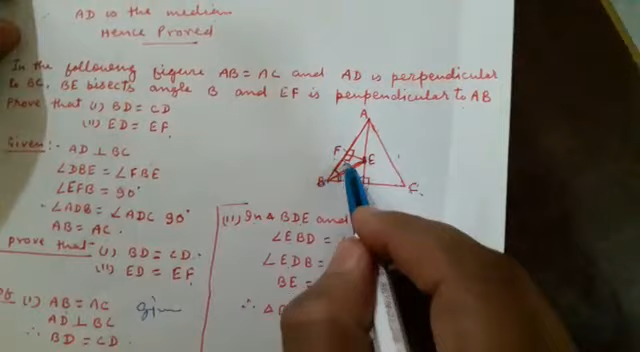 AD is the median
Hence Proved
In the following figure AB = AC and AD is perpendicular
to BC, BE bisects angle B and EF is perpendicular to AB
Prove that (i) BD = CD
(ii) ED = EF.
Given :- AD ⊥ BC
∠DBE = ∠FBE
∠EFB = 90°
∠ADB = ∠ADC 90°
AB = AC.
prove that - (i) BD = CD.
(ii) ED = EF
(i) AB = AC given
AD ⊥ BC
∴ BD = CD.
A
F
E
B
C
(ii) In Δ BDE and
∠EBD =
∠EDB =
BE =
∴ Δ